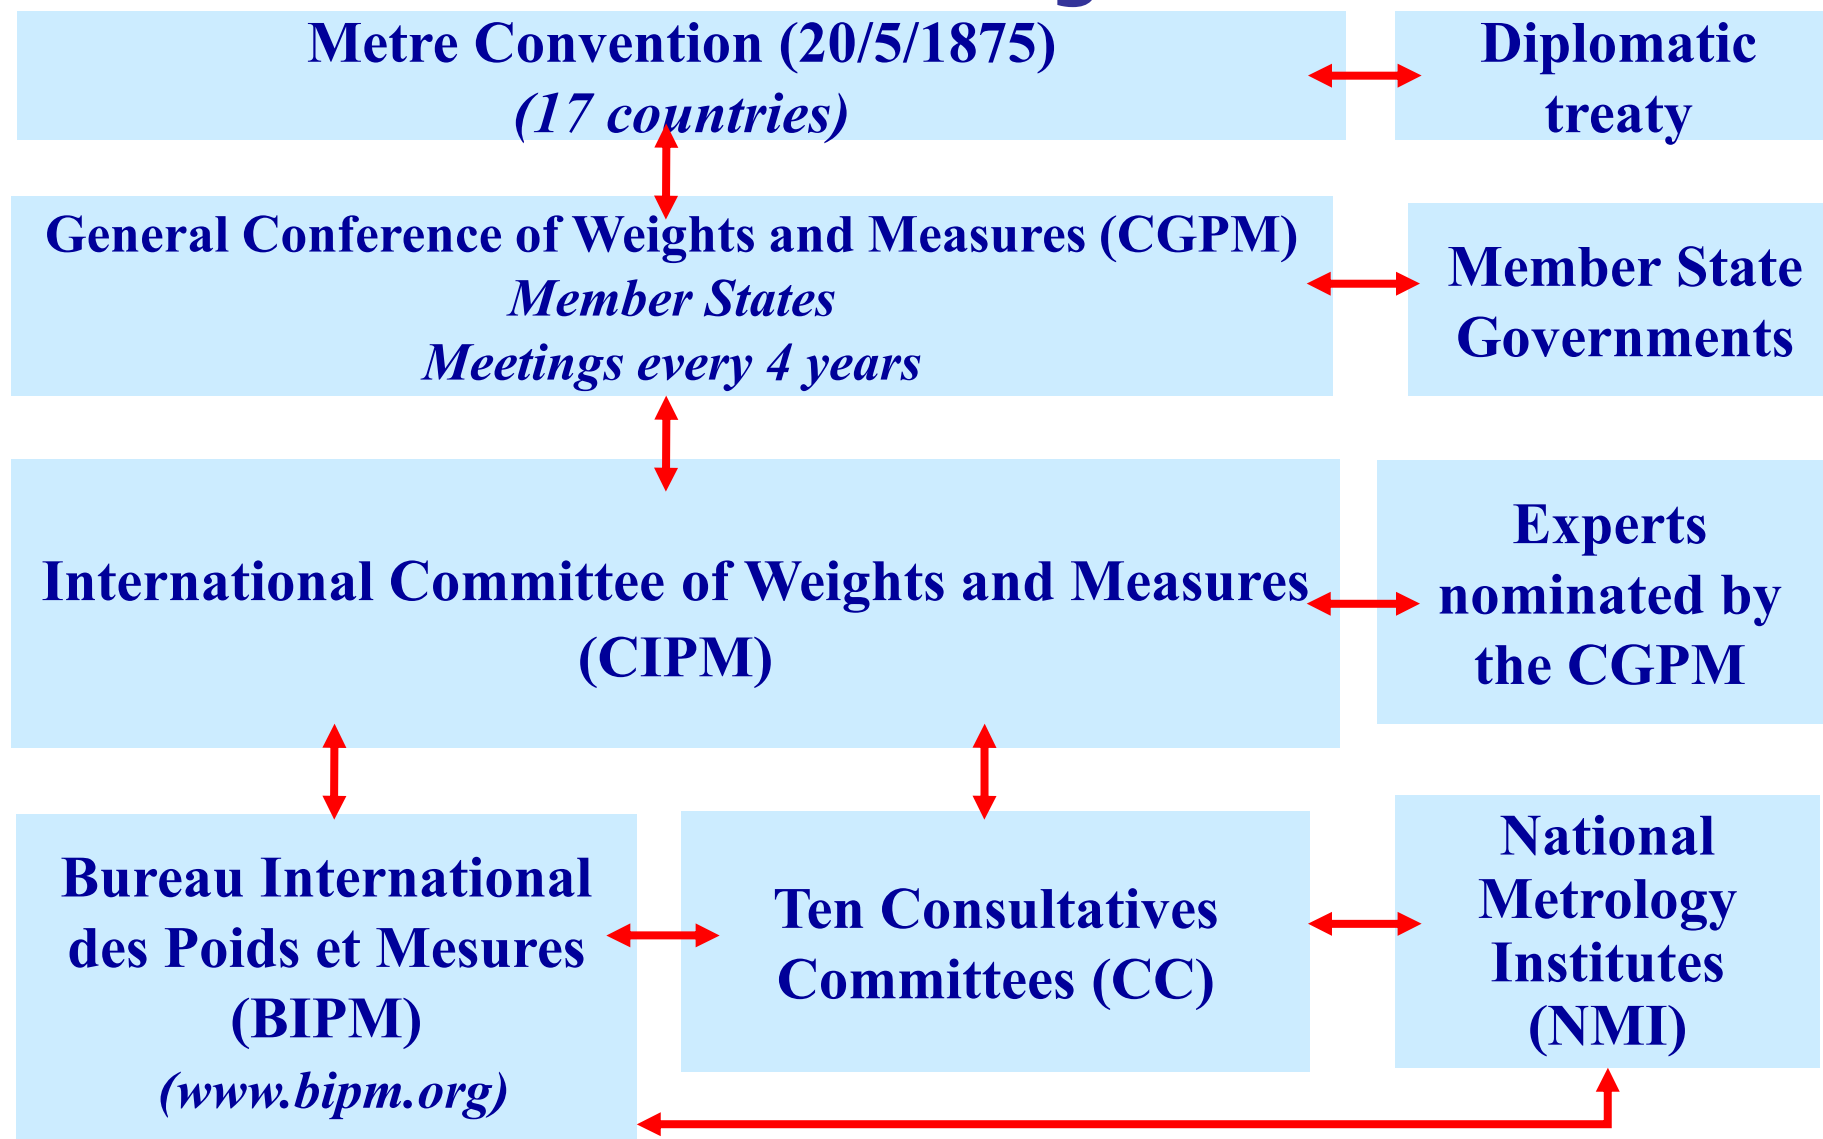 Metre Convention (20/5/1875)
(17 countries)
Diplomatic
treaty
General Conference of Weights and Measures (CGPM)
Member States
Meetings every 4 years
Member State
Governments
International Committee of Weights and Measures
(CIPM)
Experts
nominated by
the CGPM
Bureau International
des Poids et Mesures
(BIPM)
(www.bipm.org)
Ten Consultatives
Committees (CC)
National
Metrology
Institutes
(NMI)